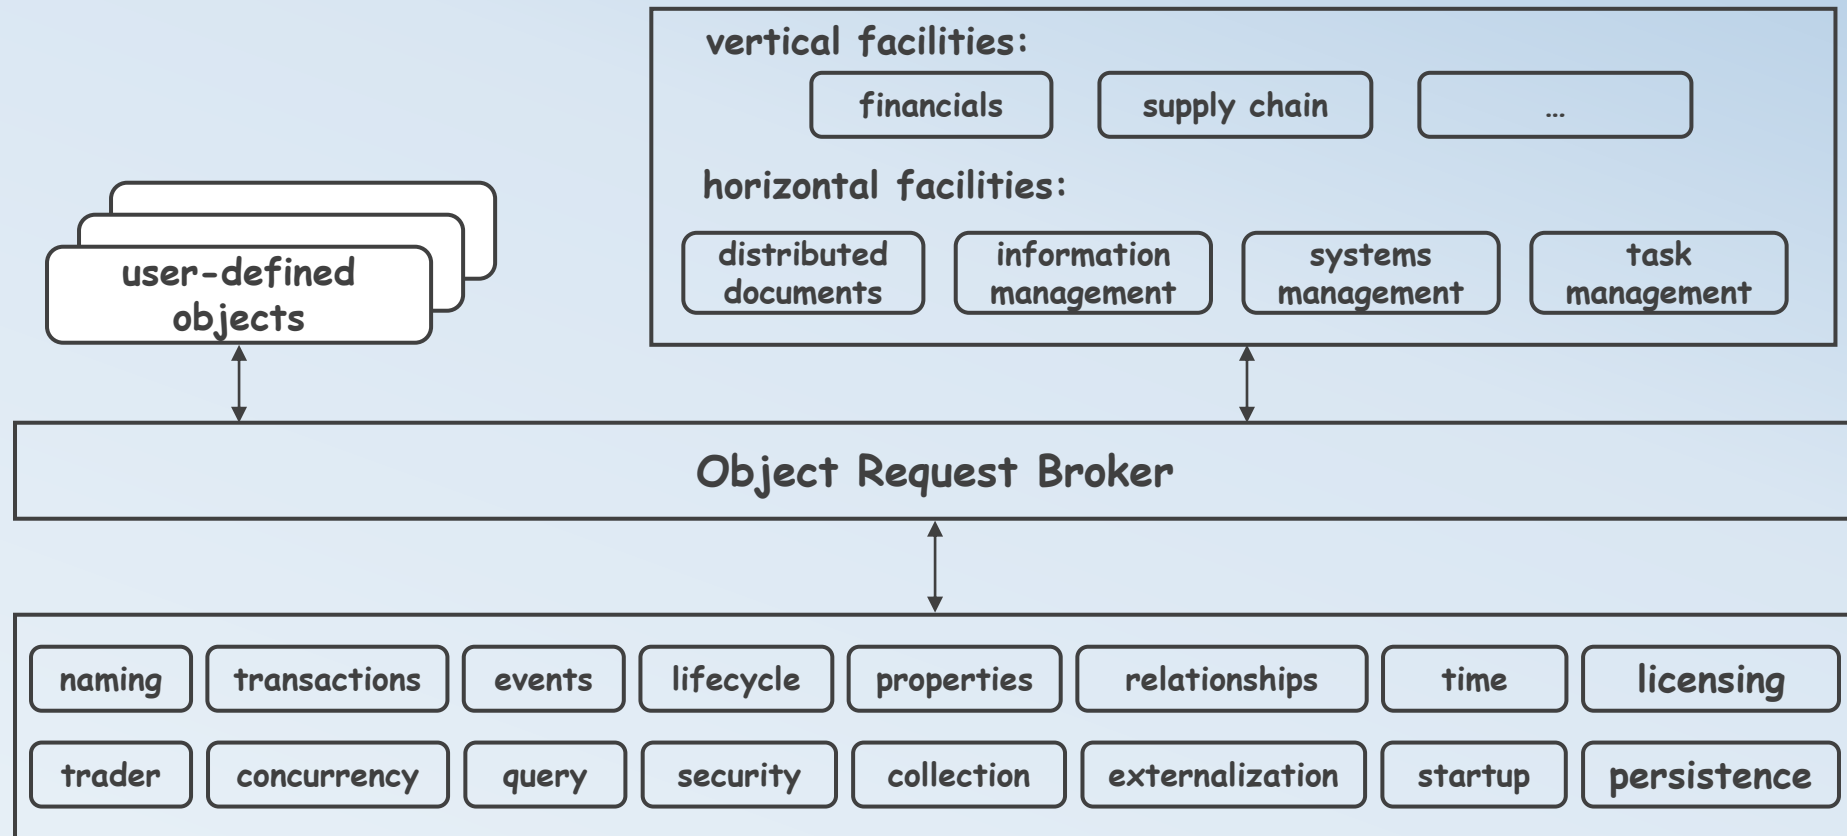 vertical facilities:
financials
supply chain
...
horizontal facilities:
distributed
documents
information
management
systems
management
task
management
user-defined
objects
Object Request Broker
naming
transactions
events
lifecycle
properties
relationships
time
licensing
trader
concurrency
query
security
collection
externalization
startup
persistence